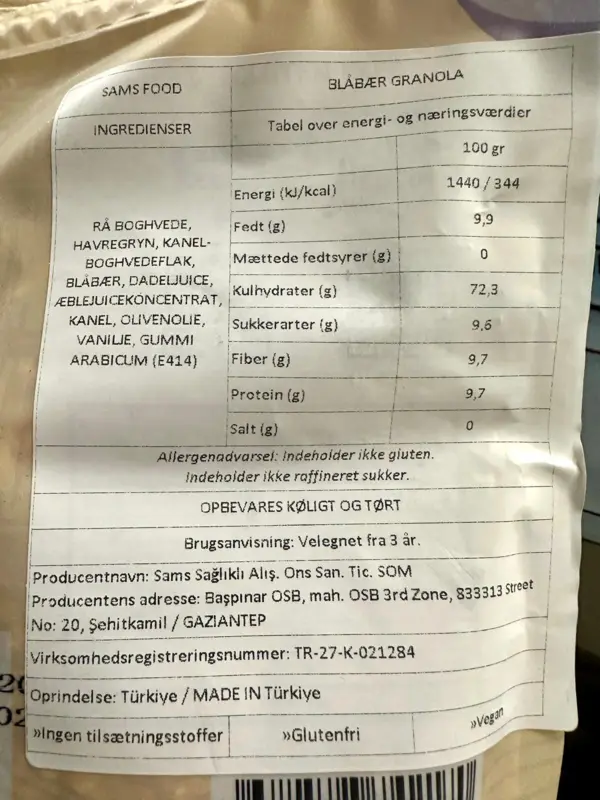 SAMS FOOD
BLÅBÆR GRANOLA
INGREDIENSER
Tabel over energi- og næringsværdier
100 gr
RÅ BOGHVEDE,
HAVREGRYN, KANEL-
BOGHVEDEFLAK,
BLÅBÆR, DADELJUICE,
ÆBLEJUICEKONCENTRAT,
KANEL, OLIVENOLIE,
VANILJE, GUMMI
ARABICUM (E414)
Energi (kJ/kcal) 1440 / 344
Fedt (g) 9,9
Mættede fedtsyrer (g) 0
Kulhydrater (g) 72,3
Sukkerarter (g) 9,6
Fiber (g) 9,7
Protein (g) 9,7
Salt (g) 0
Allergenadvarsel: Indeholder ikke gluten.
Indeholder ikke raffineret sukker.
OPBEVARES KØLIGT OG TØRT
Brugsanvisning: Velegnet fra 3 år.
Producentnavn: Sams Sağlıklı Alış. Ons San. Tic. SOM
Producentens adresse: Başpınar OSB, mah. OSB 3rd Zone, 833313 Street
No: 20, Şehitkamil / GAZIANTEP
Virksomhedsregistreringsnummer: TR-27-K-021284
Oprindelse: Türkiye / MADE IN Türkiye
»Ingen tilsætningsstoffer »Glutenfri »Vegan